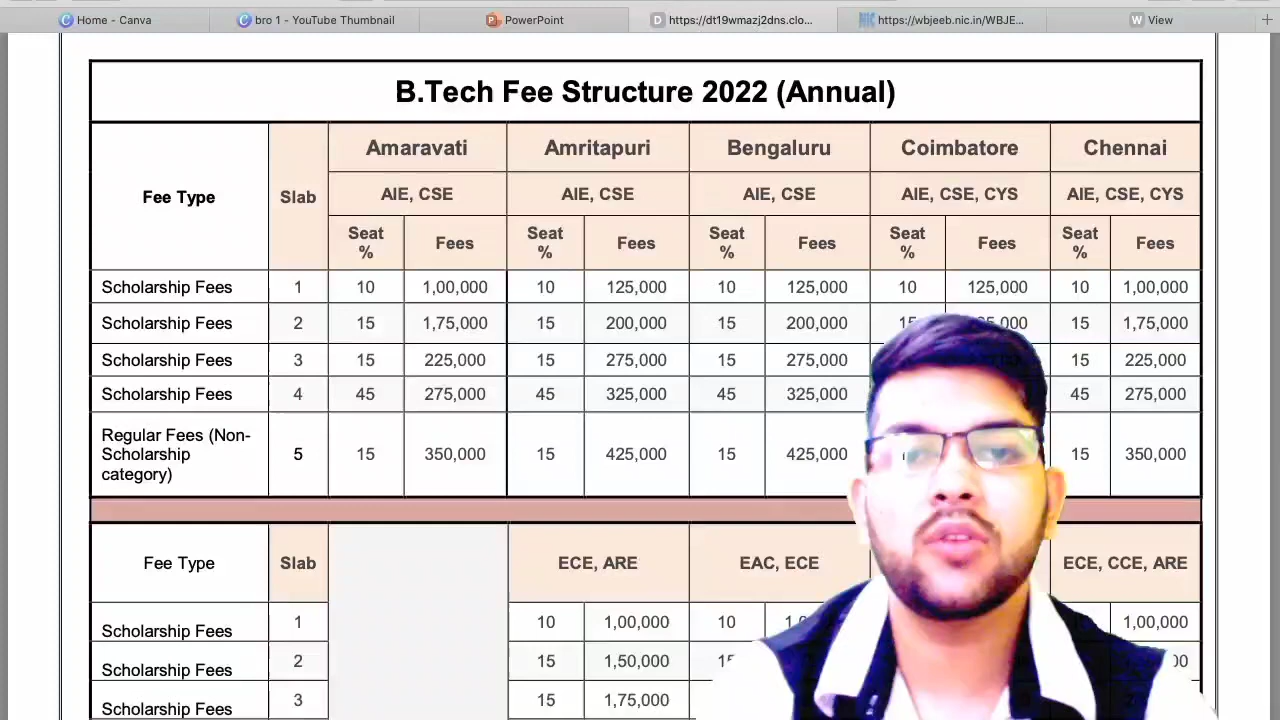 Home - Canva
bro 1 - YouTube Thumbnail
PowerPoint
D https://dt19wmazj2dns.clo...
NIC https://wbjeeb.nic.in/WBJE...
W View
B.Tech Fee Structure 2022 (Annual)
Fee Type Slab Amaravati Amritapuri Bengaluru Coimbatore Chennai
AIE, CSE AIE, CSE AIE, CSE AIE, CSE, CYS AIE, CSE, CYS
Seat % Fees Seat % Fees Seat % Fees Seat % Fees Seat % Fees
Scholarship Fees 1 10 1,00,000 10 125,000 10 125,000 10 125,000 10 1,00,000
Scholarship Fees 2 15 1,75,000 15 200,000 15 200,000 15 1,75,000
Scholarship Fees 3 15 225,000 15 275,000 15 275,000 15 225,000
Scholarship Fees 4 45 275,000 45 325,000 45 325,000 45 275,000
Regular Fees (Non-
Scholarship 5 15 350,000 15 425,000 15 425,000 15 350,000
category)
Fee Type Slab ECE, ARE EAC, ECE ECE, CCE, ARE
Scholarship Fees 1 10 1,00,000 10 1,00,000
Scholarship Fees 2 15 1,50,000
Scholarship Fees 3 15 1,75,000